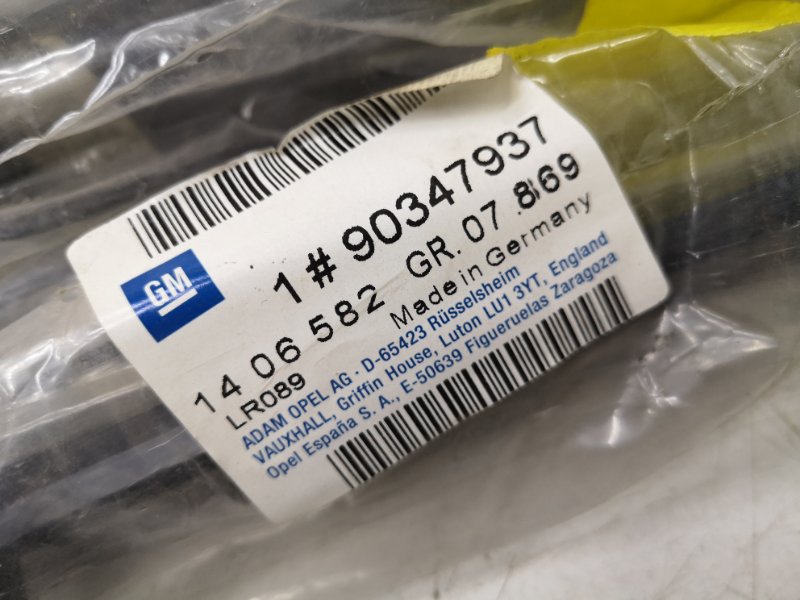 GM
1 # 90347937
14 06 582 GR. 07 .869
LR089 Made in Germany
ADAM OPEL AG · D-65423 Rüsselsheim
VAUXHALL, Griffin House, Luton LU1 3YT, England
Opel España S. A., E-50639 Figueruelas Zaragoza